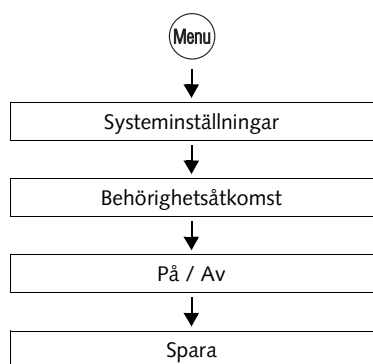 Menu
Systeminställningar
Behörighetsåtkomst
På / Av
Spara